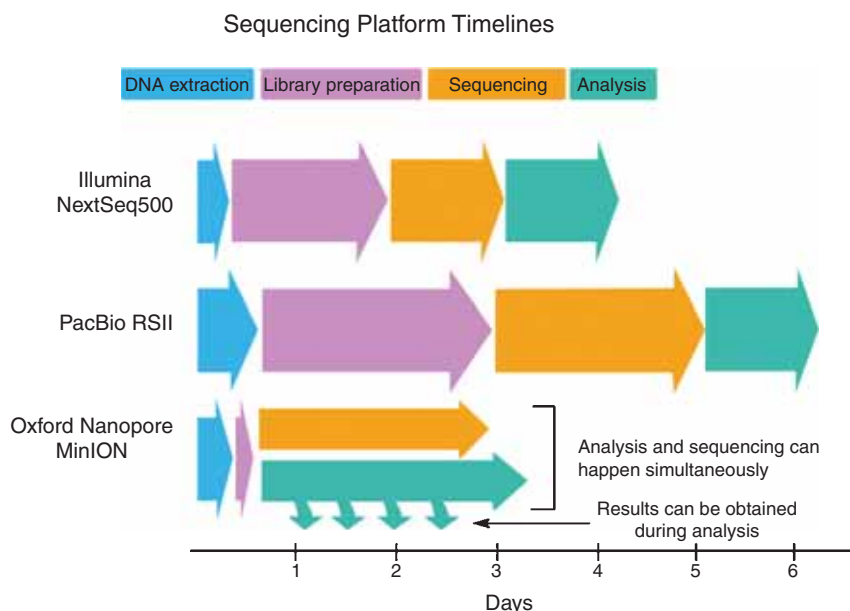 Sequencing Platform Timelines
DNA extraction
Library preparation
Sequencing
Analysis
Illumina
NextSeq500
PacBio RSII
Oxford Nanopore
MinION
Analysis and sequencing can
happen simultaneously
Results can be obtained
during analysis
1
2
3
4
5
6
Days